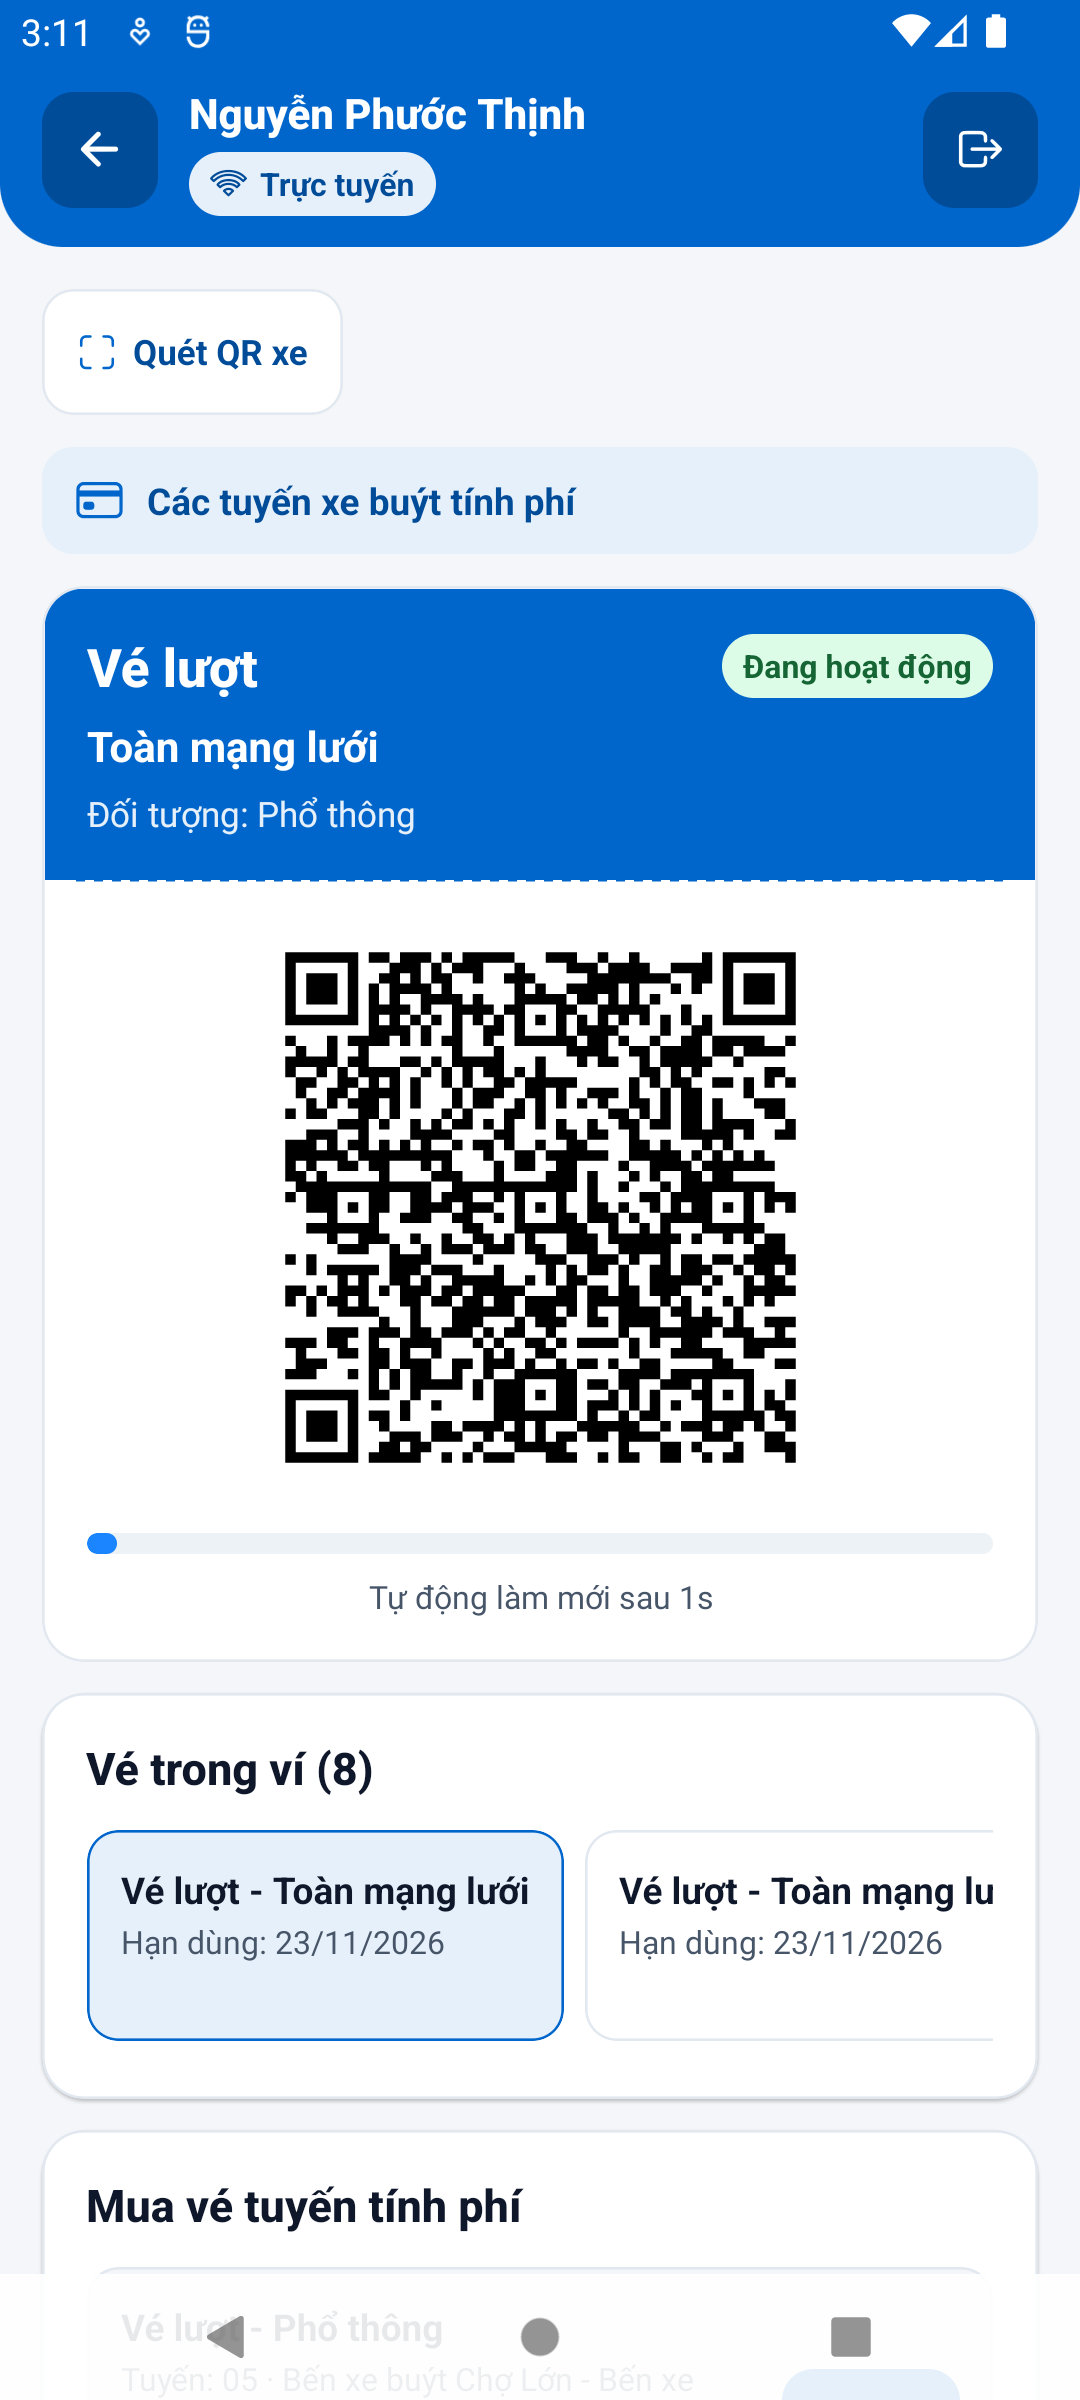 3:11
Nguyễn Phước Thịnh
Trực tuyến
Quét QR xe
Các tuyến xe buýt tính phí
Vé lượt
Đang hoạt động
Toàn mạng lưới
Đối tượng: Phổ thông
Tự động làm mới sau 1s
Vé trong ví (8)
Vé lượt - Toàn mạng lưới
Hạn dùng: 23/11/2026
Vé lượt - Toàn mạng lư
Hạn dùng: 23/11/2026
Mua vé tuyến tính phí
Vé lượt - Phổ thông
Tuyến: 05 · Bến xe buýt Chợ Lớn - Bến xe